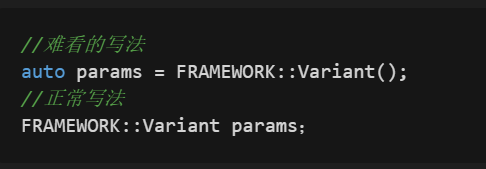 //难看的写法
auto params = FRAMEWORK::Variant();
//正常写法
FRAMEWORK::Variant params;